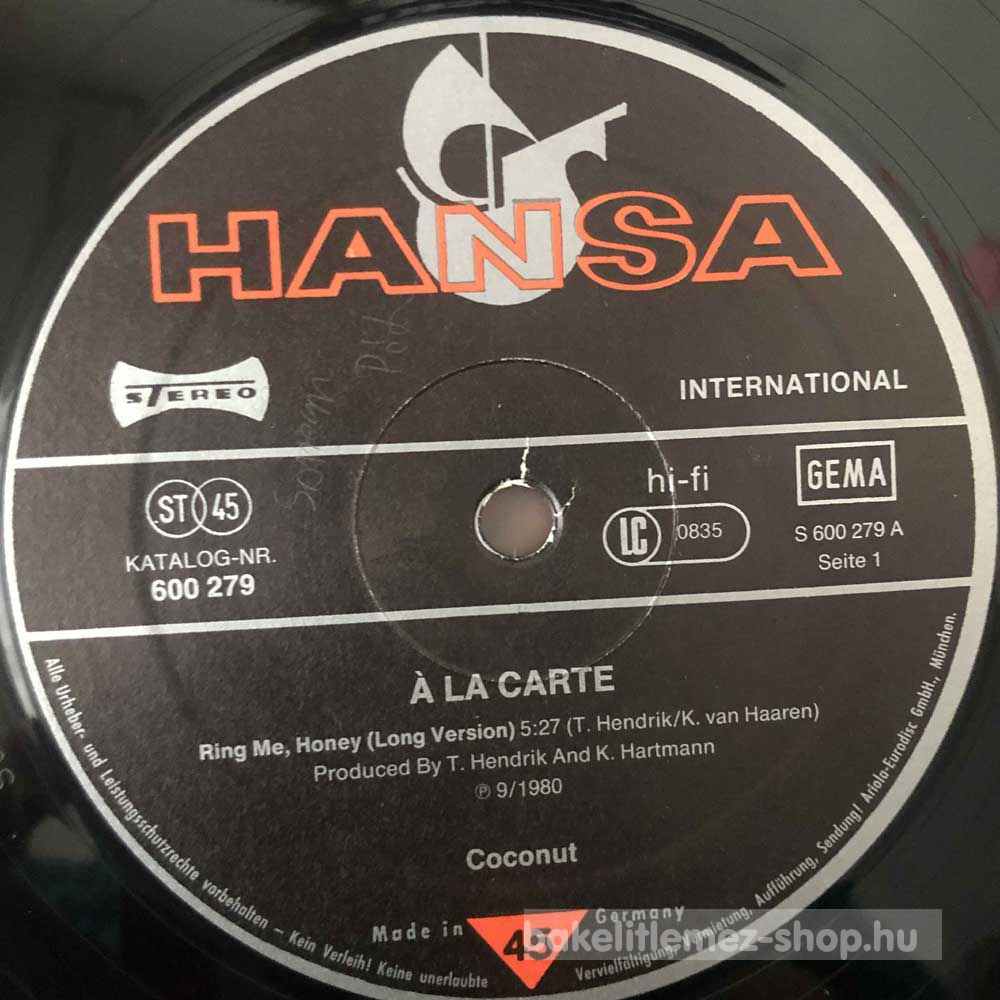 HANSA
STEREO
INTERNATIONAL
ST 45
KATALOG-NR.
600 279
hi-fi
LC 0835
GEMA
S 600 279 A
Seite 1
À LA CARTE
Ring Me, Honey (Long Version) 5:27 (T. Hendrik/K. van Haaren)
Produced By T. Hendrik And K. Hartmann
℗ 9/1980
Coconut
Made in Germany
45
Alle Urheber- und Leistungsschutzrechte vorbehalten – Kein Verleih! Keine unerlaubte Vervielfältigung, Vermietung, Aufführung, Sendung! Ariola-Eurodisc GmbH., München.
bakelitlemez-shop.hu